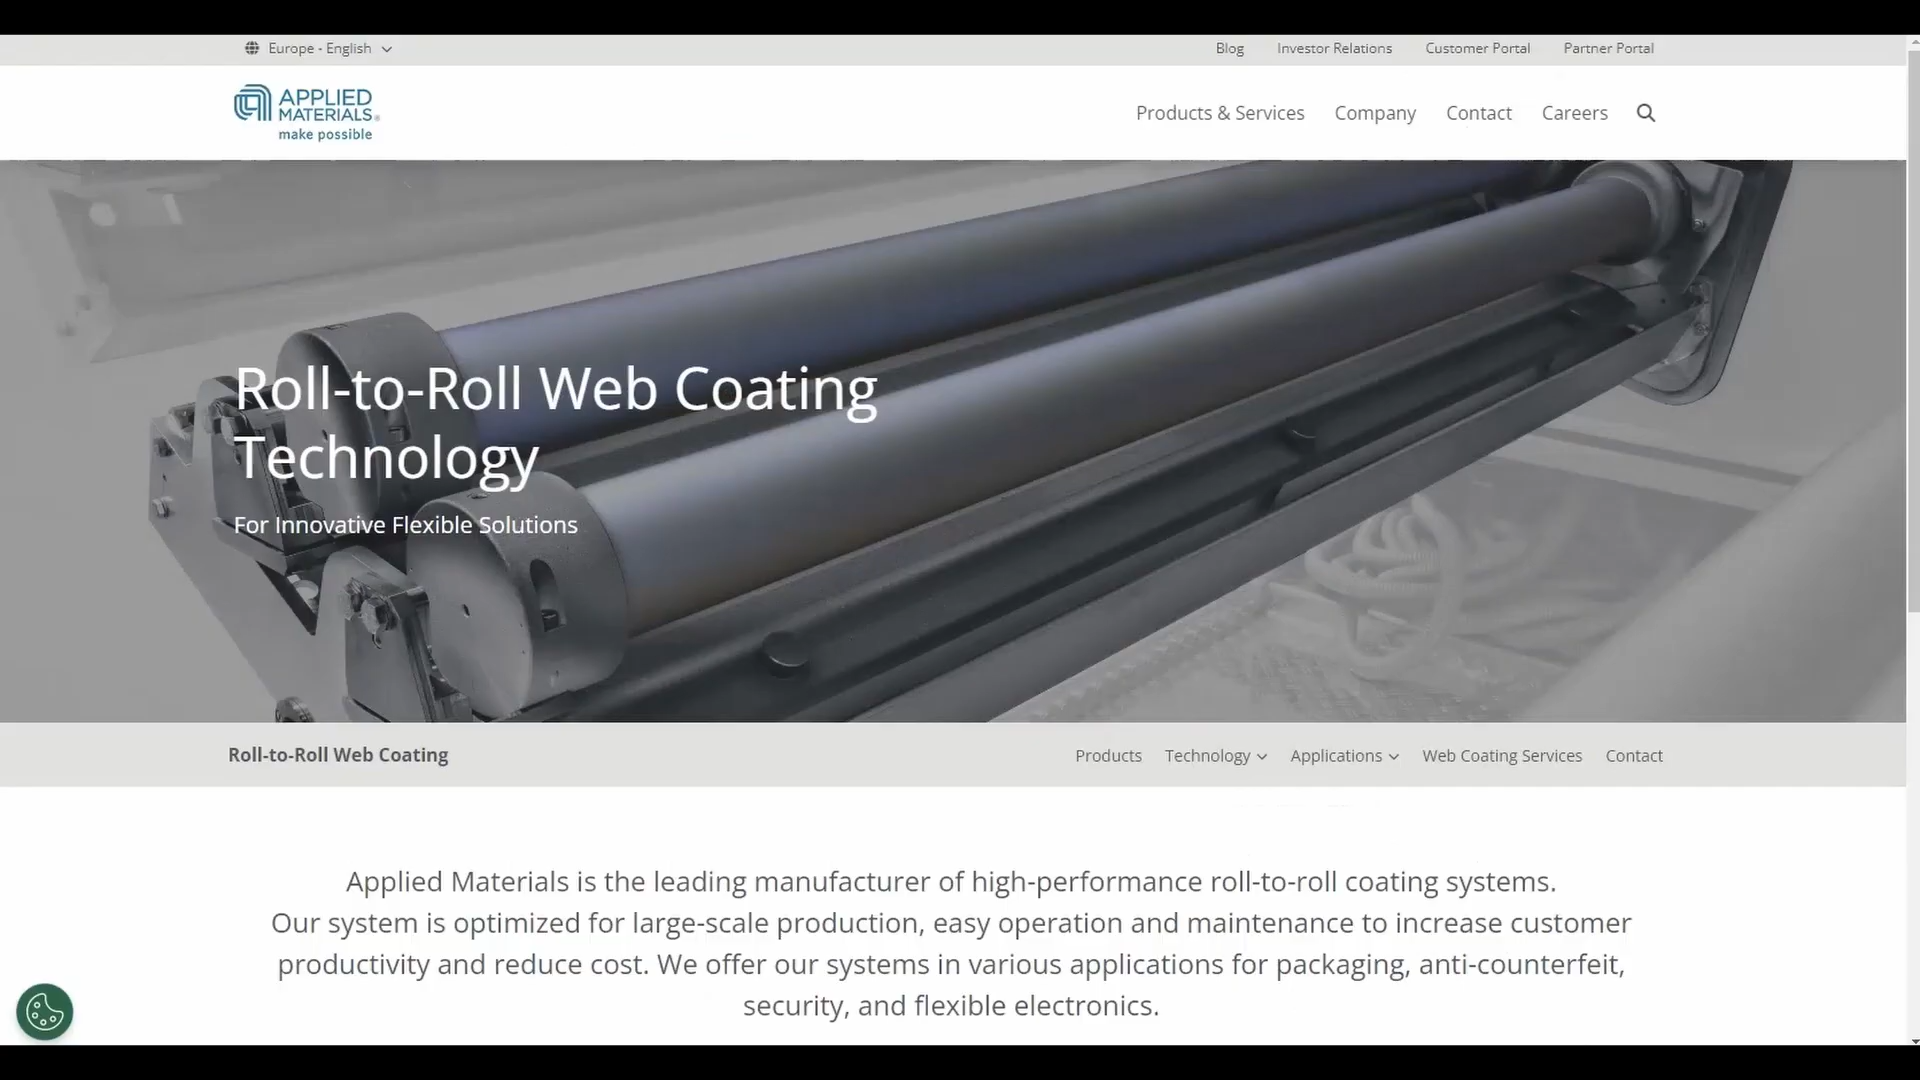 Europe - English
Blog Investor Relations Customer Portal Partner Portal
APPLIED
MATERIALS®
make possible
Products & Services Company Contact Careers
Roll-to-Roll Web Coating
Technology
For Innovative Flexible Solutions
Roll-to-Roll Web Coating
Products Technology Applications Web Coating Services Contact
Applied Materials is the leading manufacturer of high-performance roll-to-roll coating systems.
Our system is optimized for large-scale production, easy operation and maintenance to increase customer
productivity and reduce cost. We offer our systems in various applications for packaging, anti-counterfeit,
security, and flexible electronics.